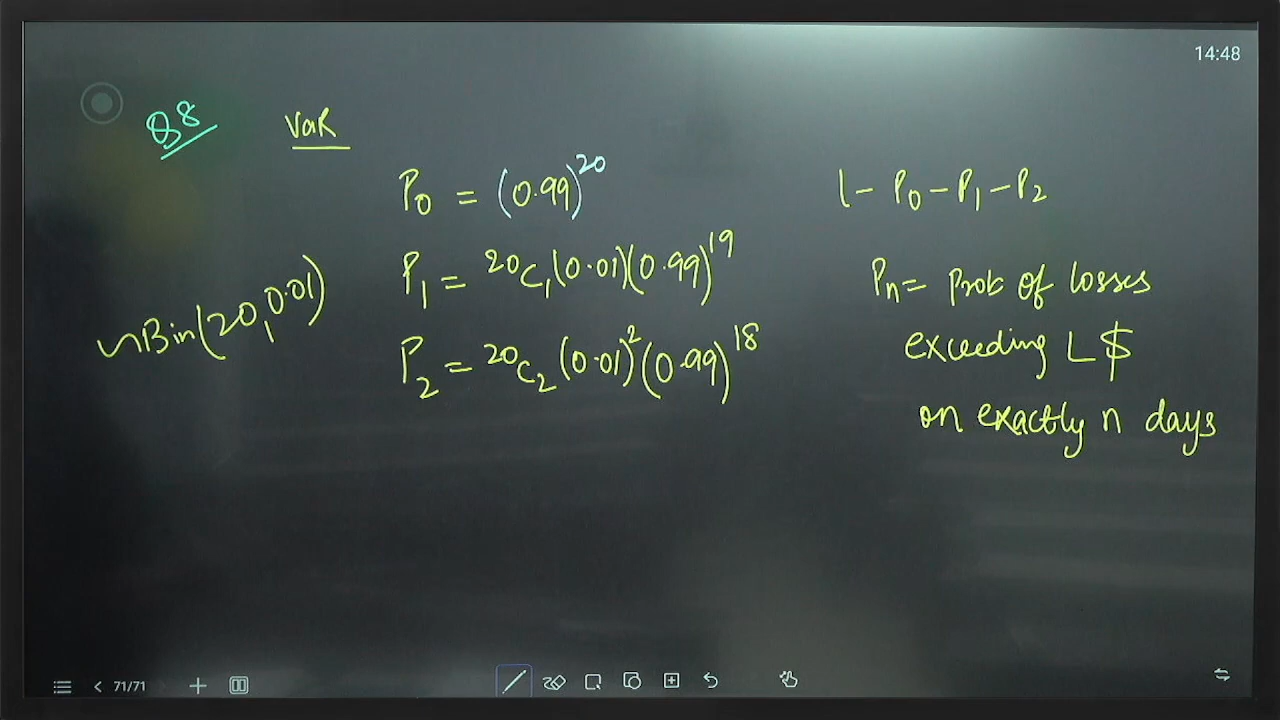 14:48
Q8 VaR
P₀ = (0.99)²⁰
P₁ = ²⁰C₁(0.01)(0.99)¹⁹
P₂ = ²⁰C₂(0.01)²(0.99)¹⁸
~Bin(20,0.01)
1 - P₀ - P₁ - P₂
Pₙ = Prob of losses
exceeding L $
on exactly n days
71/71